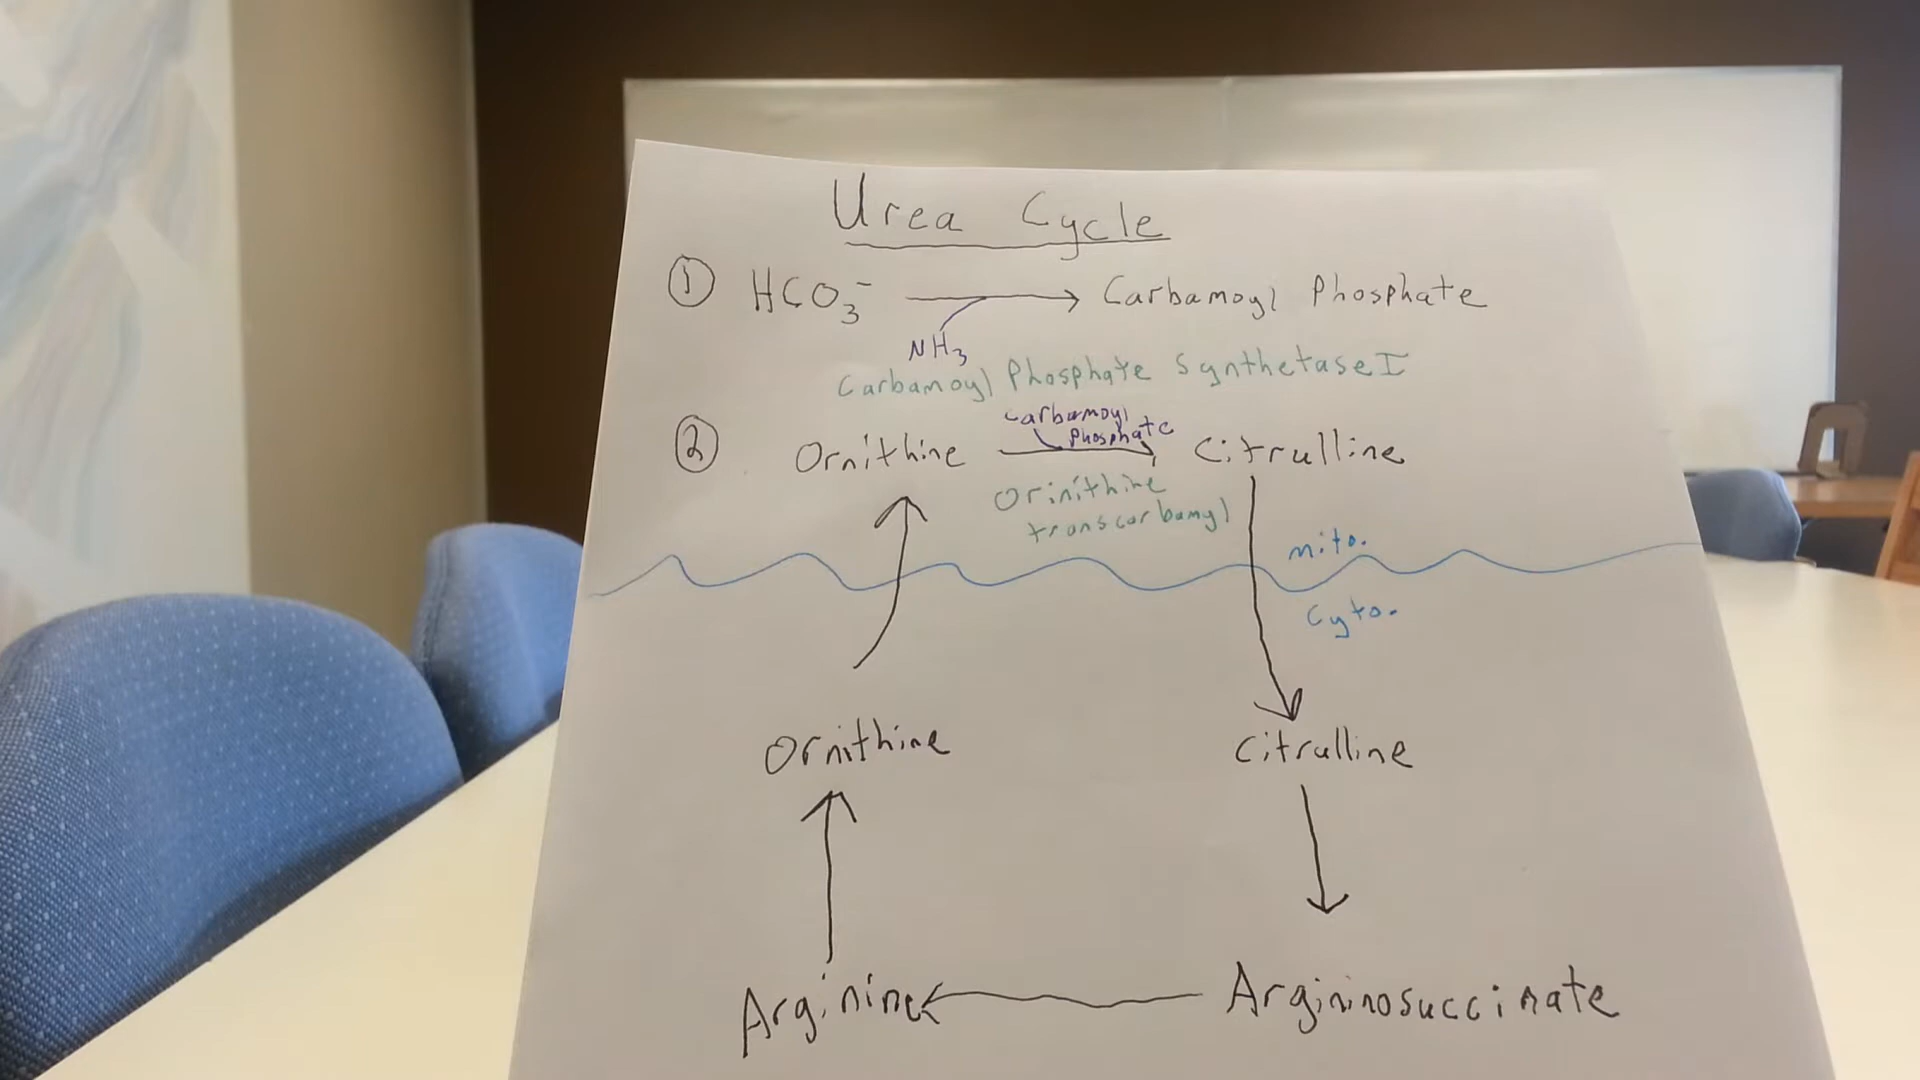 Urea Cycle
① HCO3- → Carbamoyl Phosphate
NH3
Carbamoyl Phosphate Synthetase I
Carbamoyl
Phosphate
② Ornithine → Citrulline
Orinithine
transcarbamyl
mito.
cyto.
Ornithine Citrulline
Arginine ← Argininosuccinate